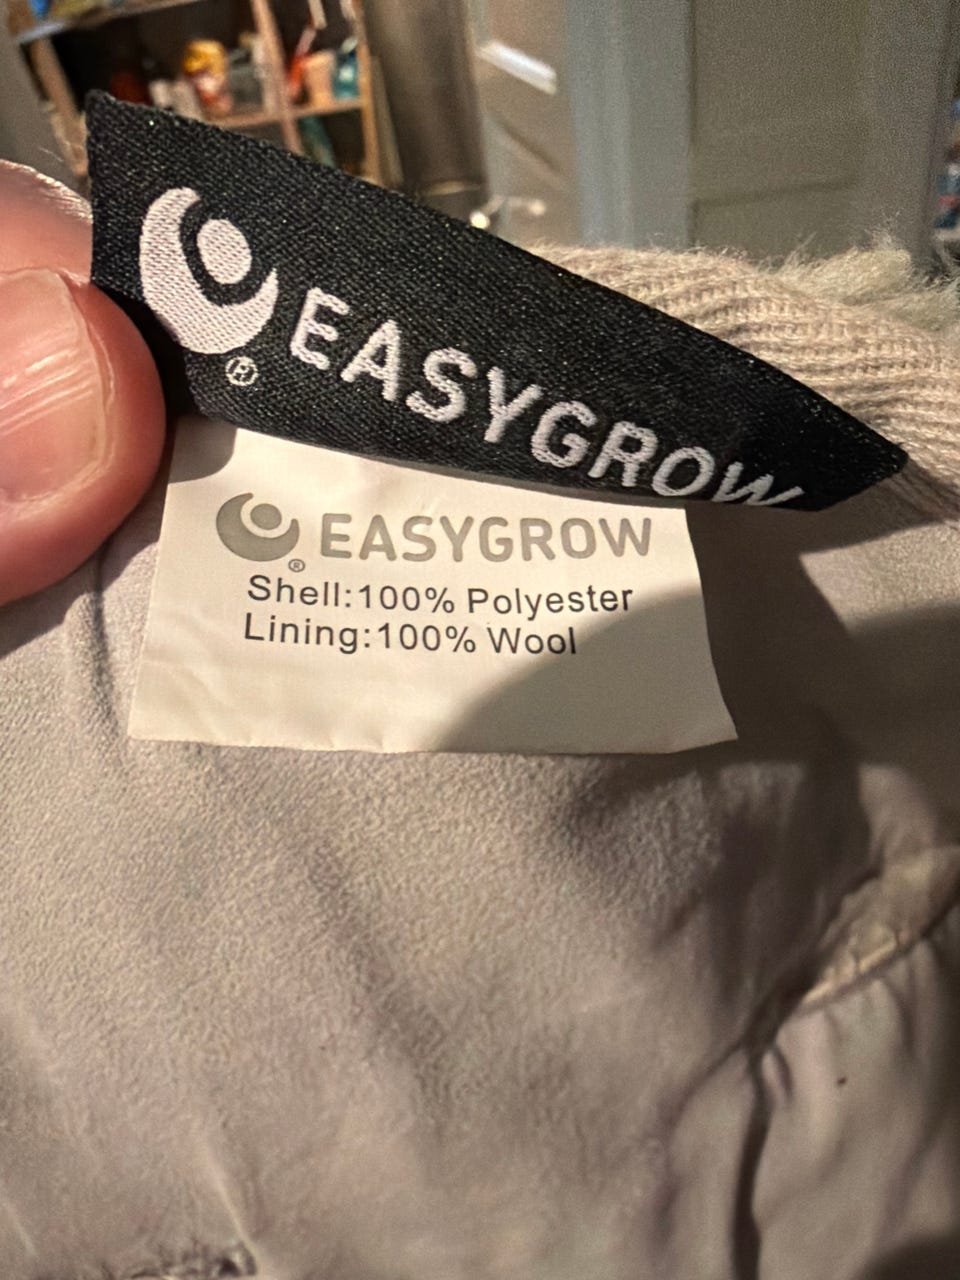 EASYGROW
®
EASYGROW
®
Shell:100% Polyester
Lining:100% Wool